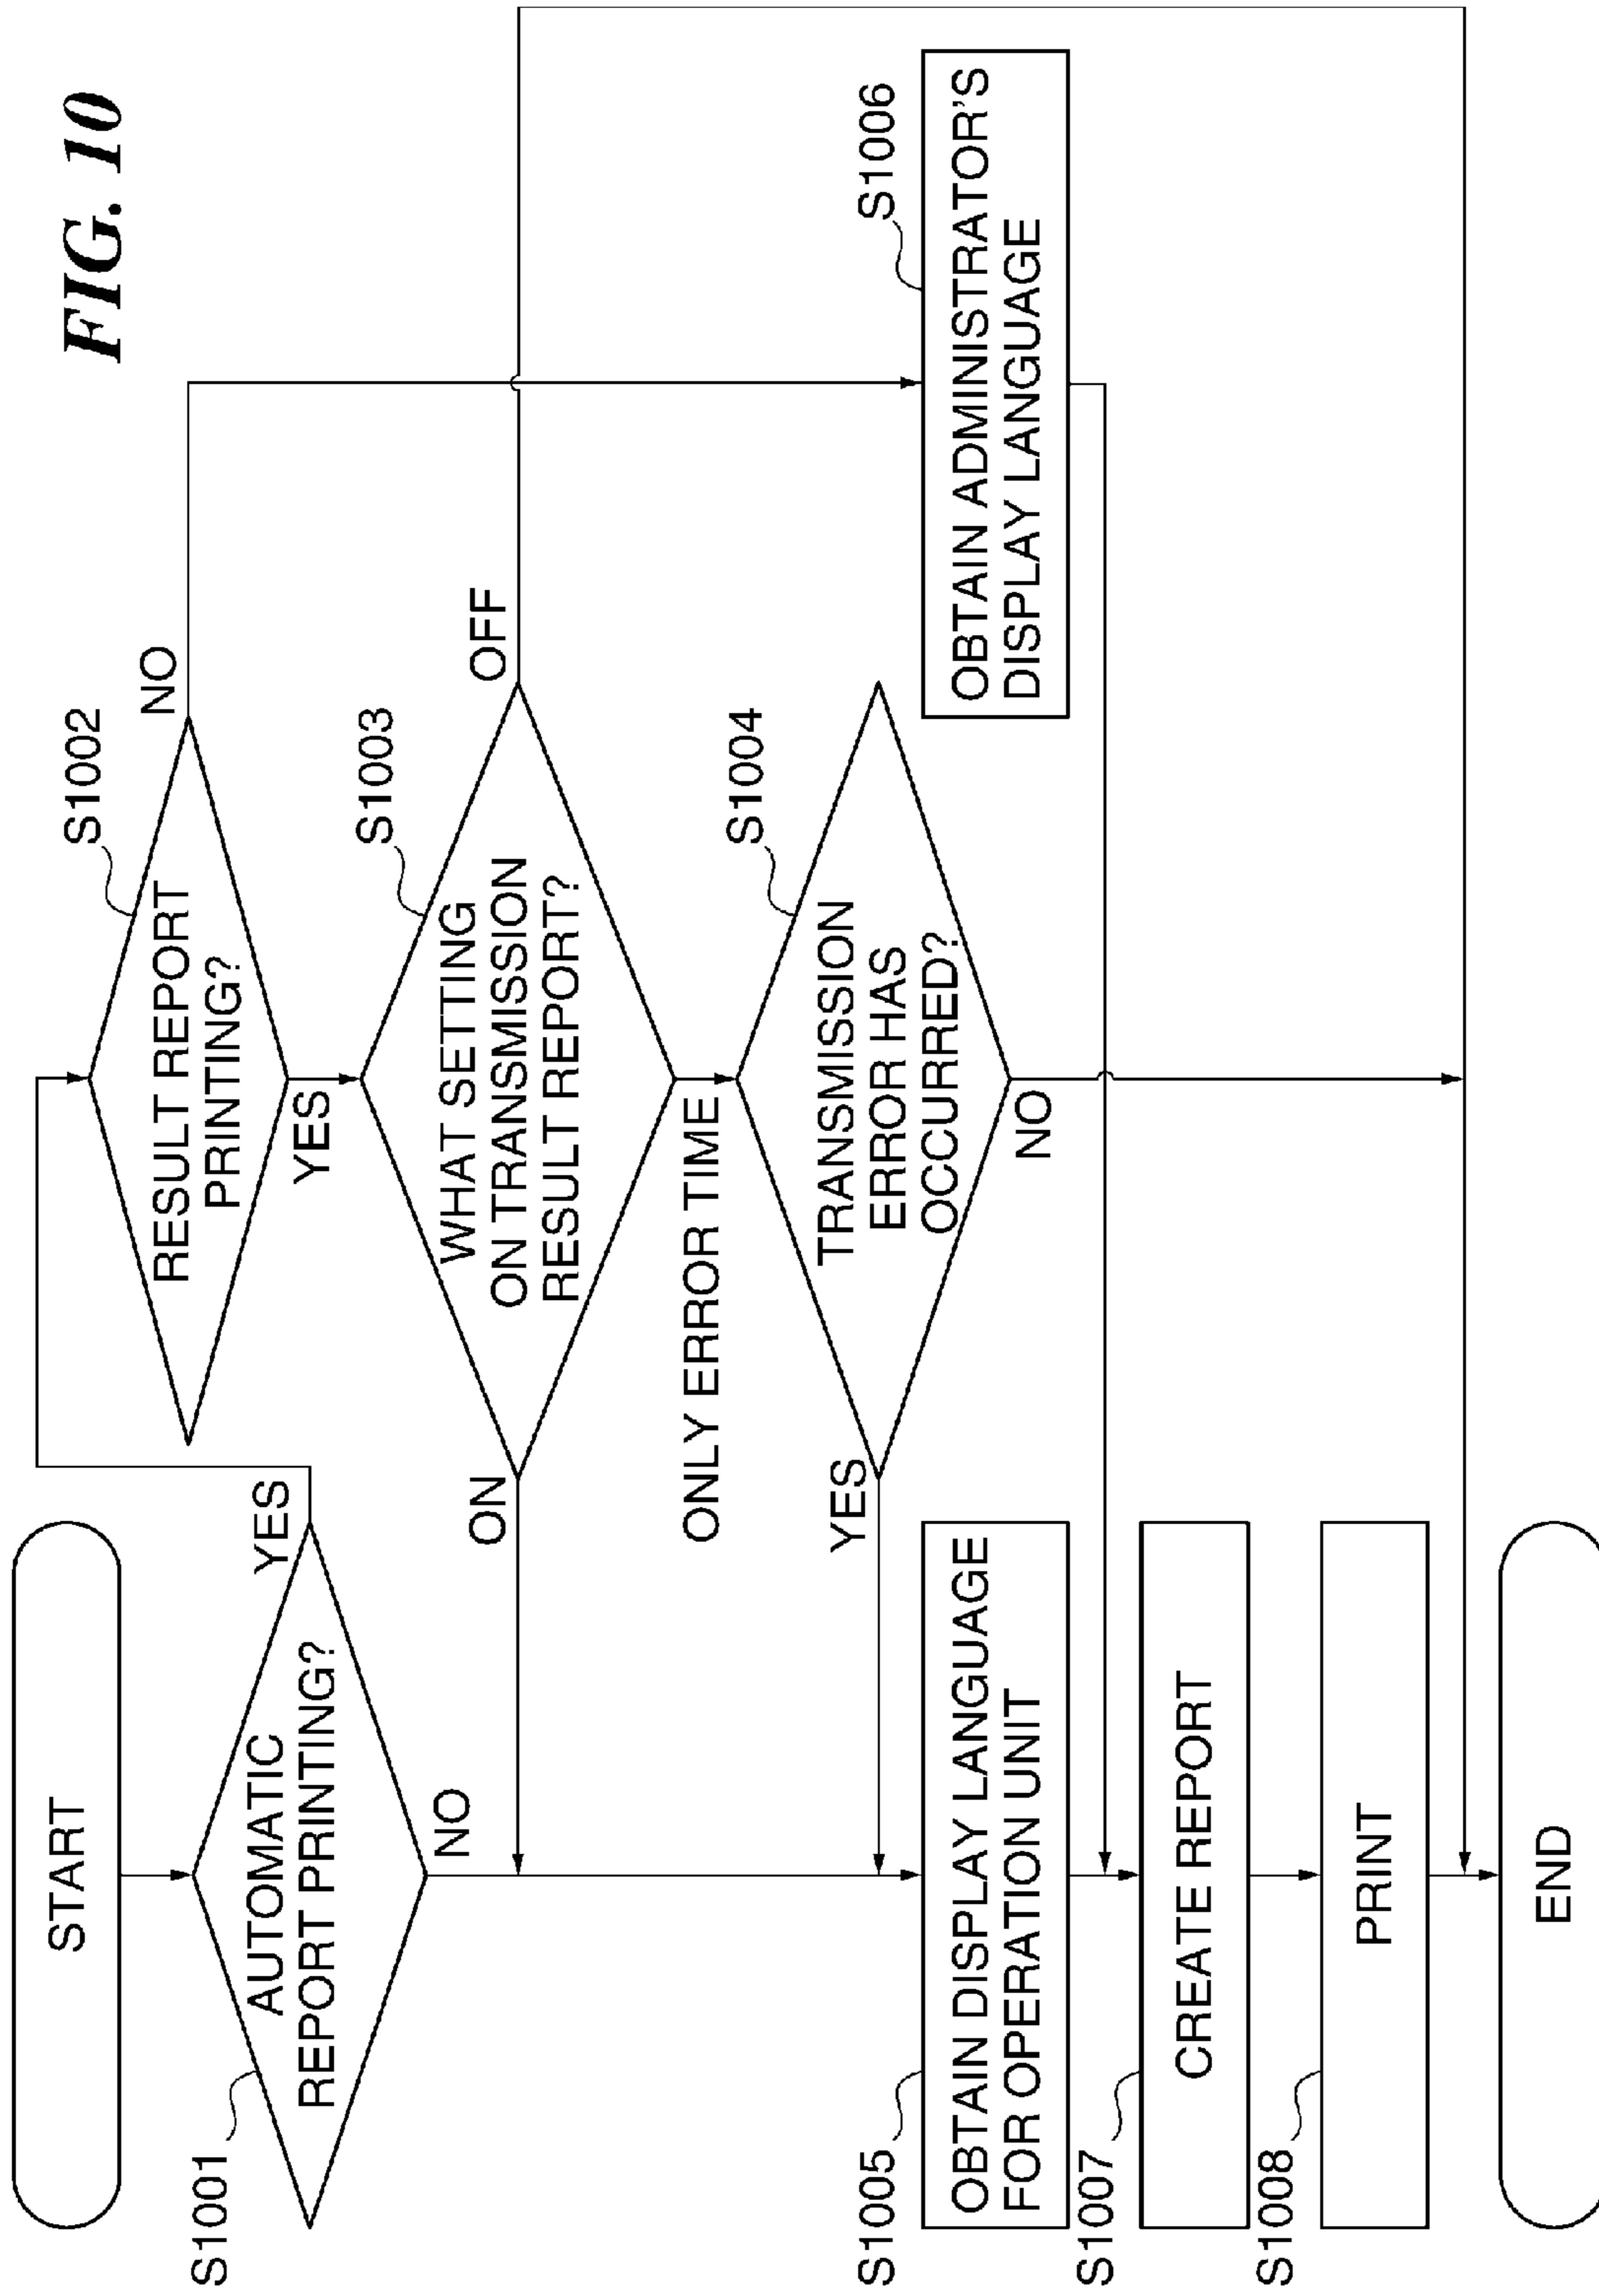 FIG. 10
START
S1001
AUTOMATIC
REPORT PRINTING?
YES
NO
S1002
RESULT REPORT
PRINTING?
NO
YES
S1003
WHAT SETTING
ON TRANSMISSION
RESULT REPORT?
ON
OFF
ONLY ERROR TIME
S1004
TRANSMISSION
ERROR HAS
OCCURRED?
YES
NO
S1005
OBTAIN DISPLAY LANGUAGE
FOR OPERATION UNIT
S1006
OBTAIN ADMINISTRATOR'S
DISPLAY LANGUAGE
S1007
CREATE REPORT
S1008
PRINT
END